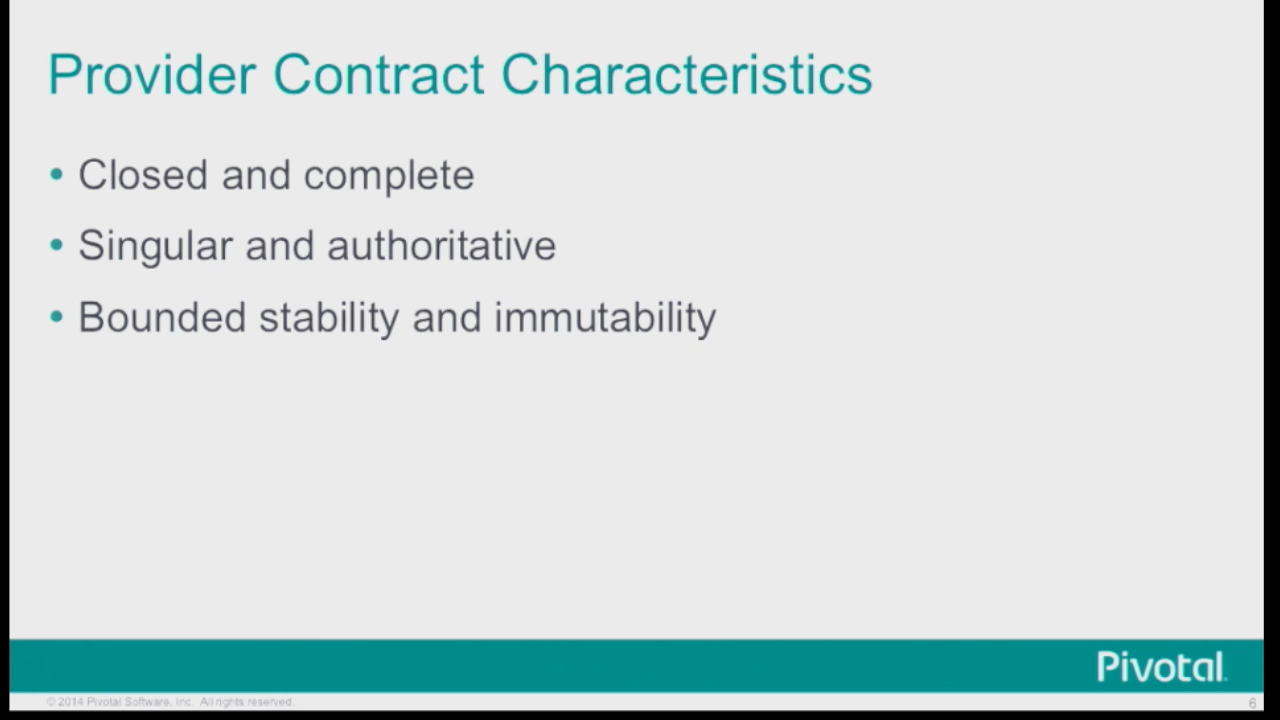 Provider Contract Characteristics
• Closed and complete
• Singular and authoritative
• Bounded stability and immutability
Pivotal
© 2014 Pivotal Software, Inc. All rights reserved.
6